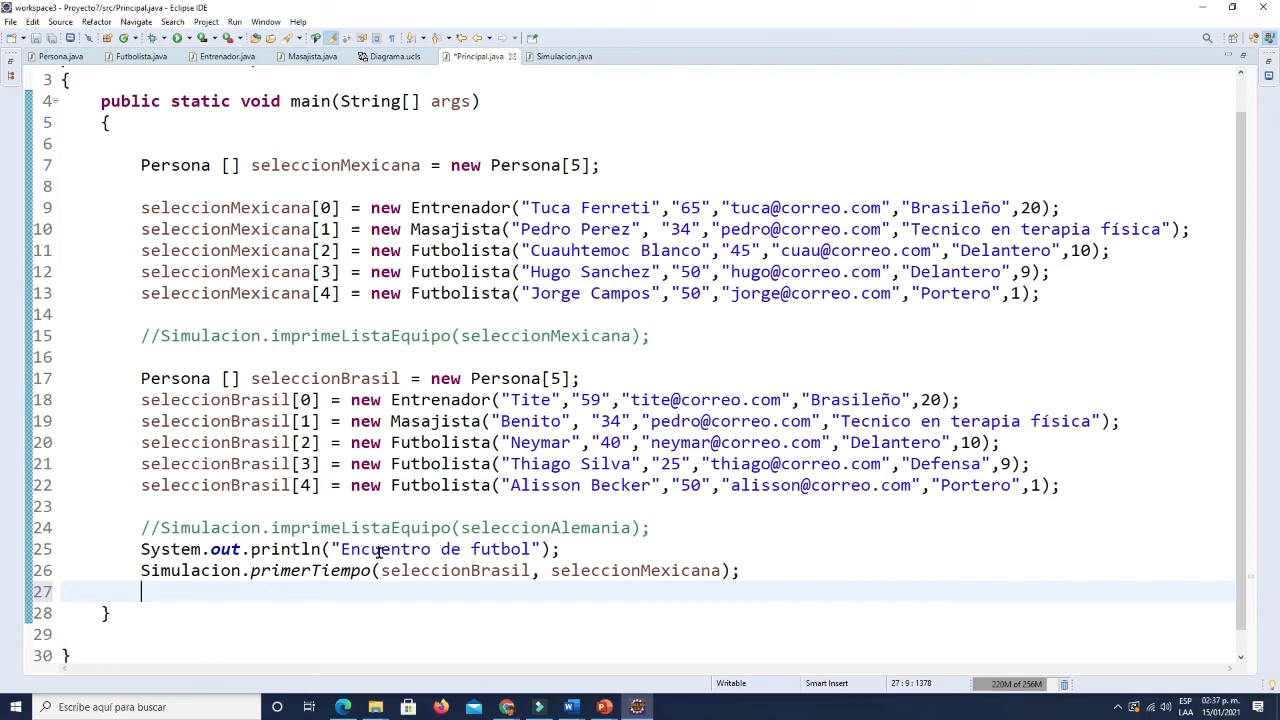 workspace3 - Proyecto7/src/Principal.java - Eclipse IDE
File Edit Source Refactor Navigate Search Project Run Window Help
Persona.java Futbolista.java Entrenador.java Masajista.java Diagrama.ucls *Principal.java Simulacion.java
3 {
4 public static void main(String[] args)
5 {
6
7 Persona [] seleccionMexicana = new Persona[5];
8
9 seleccionMexicana[0] = new Entrenador("Tuca Ferreti","65","tuca@correo.com","Brasileño",20);
10 seleccionMexicana[1] = new Masajista("Pedro Perez", "34","pedro@correo.com","Tecnico en terapia física");
11 seleccionMexicana[2] = new Futbolista("Cuauhtemoc Blanco","45","cuau@correo.com","Delantero",10);
12 seleccionMexicana[3] = new Futbolista("Hugo Sanchez","50","hugo@correo.com","Delantero",9);
13 seleccionMexicana[4] = new Futbolista("Jorge Campos","50","jorge@correo.com","Portero",1);
14
15 //Simulacion.imprimeListaEquipo(seleccionMexicana);
16
17 Persona [] seleccionBrasil = new Persona[5];
18 seleccionBrasil[0] = new Entrenador("Tite","59","tite@correo.com","Brasileño",20);
19 seleccionBrasil[1] = new Masajista("Benito", "34","pedro@correo.com","Tecnico en terapia física");
20 seleccionBrasil[2] = new Futbolista("Neymar","40","neymar@correo.com","Delantero",10);
21 seleccionBrasil[3] = new Futbolista("Thiago Silva","25","thiago@correo.com","Defensa",9);
22 seleccionBrasil[4] = new Futbolista("Alisson Becker","50","alisson@correo.com","Portero",1);
23
24 //Simulacion.imprimeListaEquipo(seleccionAlemania);
25 System.out.println("Encuentro de futbol");
26 Simulacion.primerTiempo(seleccionBrasil, seleccionMexicana);
27
28 }
29
30 }
Writable Smart Insert 27 : 9 : 1378 220M of 256M
Escribe aquí para buscar
ESP 02:37 p. m.
LAA 15/01/2021